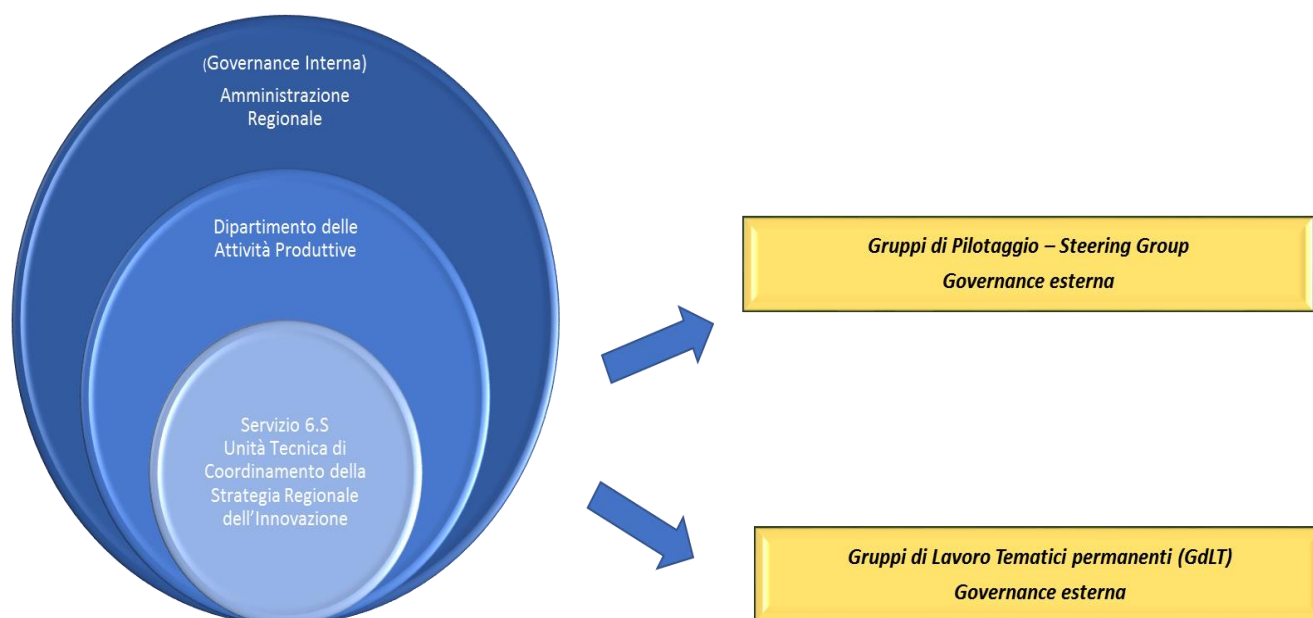 (Governance Interna)
Amministrazione
Regionale
Dipartimento delle
Attività Produttive
Servizio 6.S
Unità Tecnica di
Coordinamento della
Strategia Regionale
dell'Innovazione
Gruppi di Pilotaggio – Steering Group
Governance esterna
Gruppi di Lavoro Tematici permanenti (GdLT)
Governance esterna